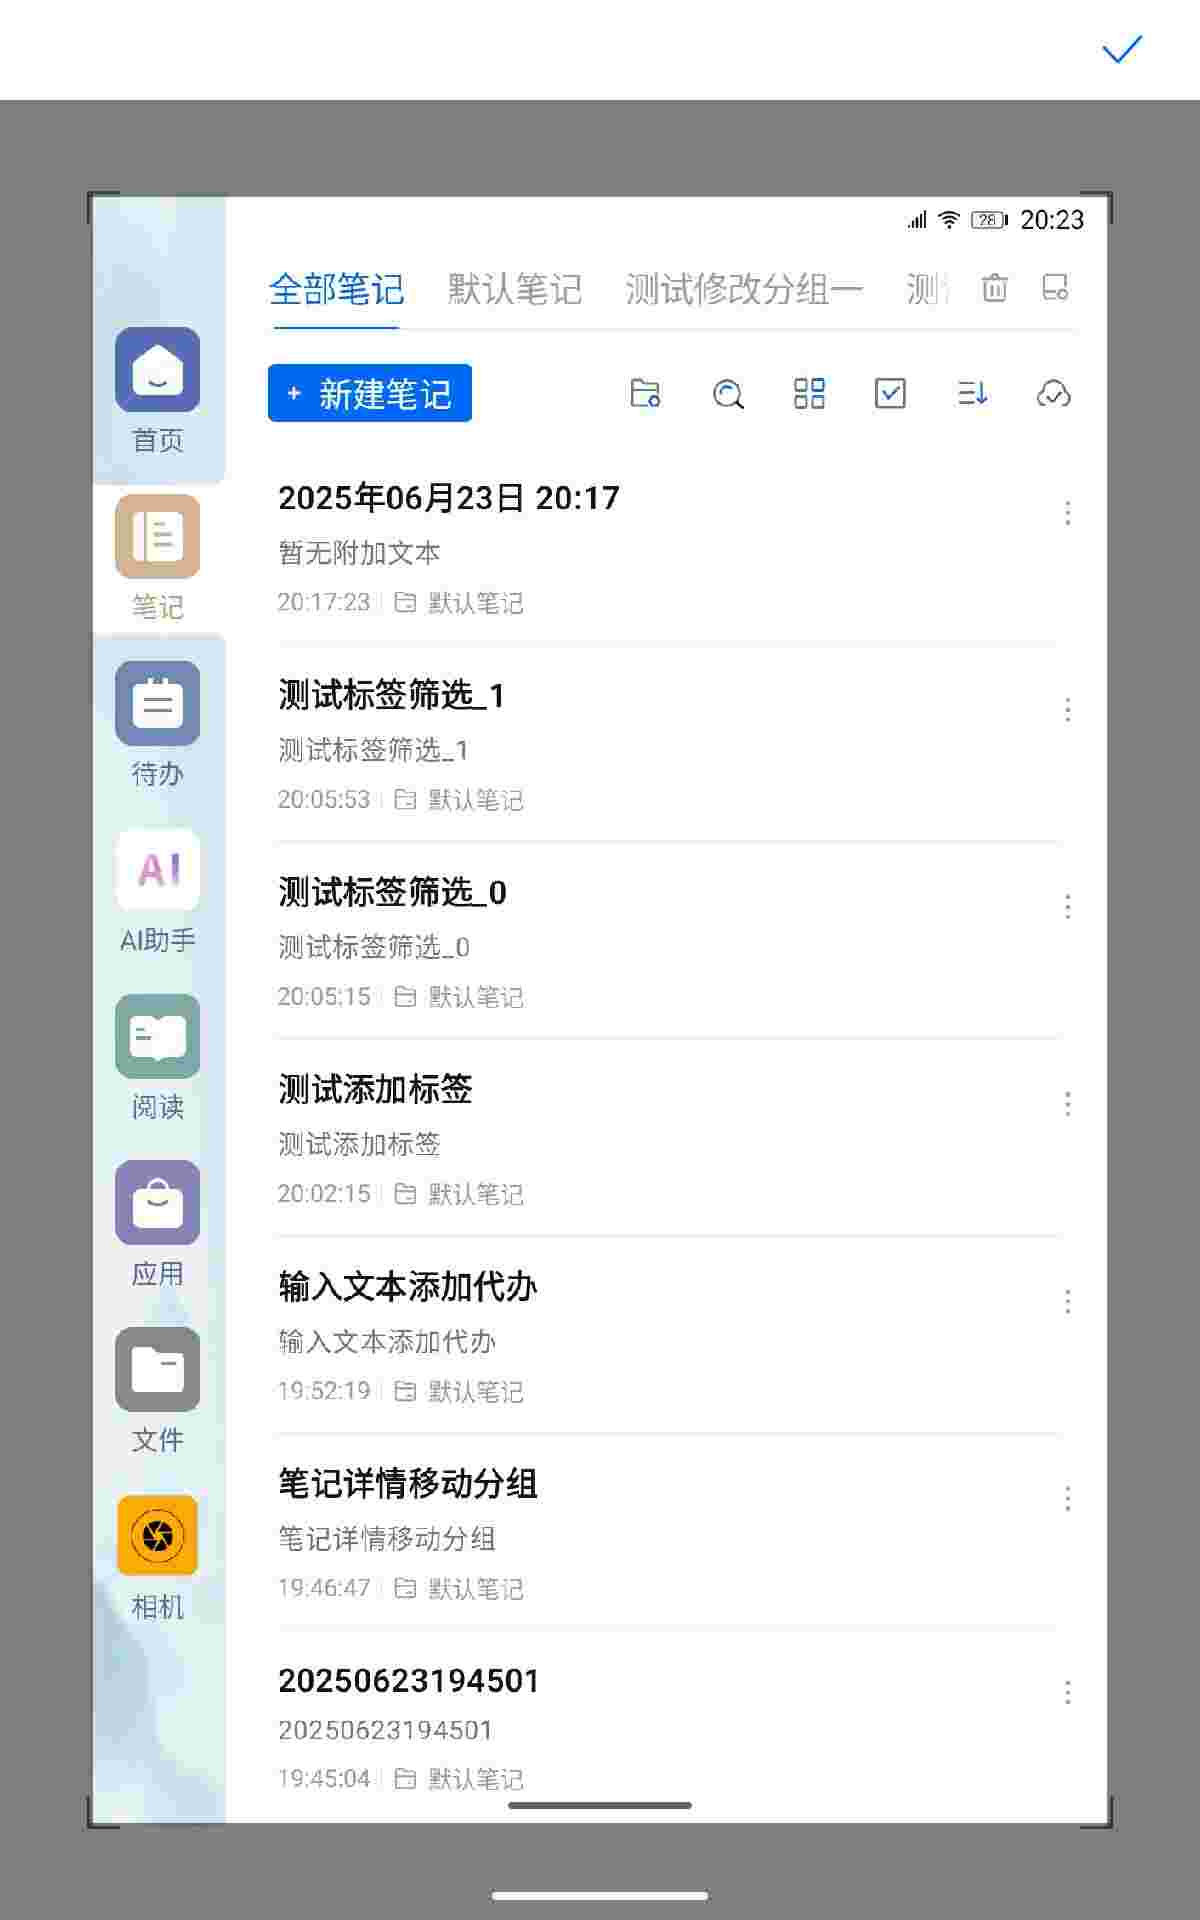 28 20:23
全部笔记 默认笔记 测试修改分组一
+ 新建笔记
首页
笔记
待办
AI
AI助手
阅读
应用
文件
相机
2025年06月23日 20:17
暂无附加文本
20:17:23 默认笔记
测试标签筛选_1
测试标签筛选_1
20:05:53 默认笔记
测试标签筛选_0
测试标签筛选_0
20:05:15 默认笔记
测试添加标签
测试添加标签
20:02:15 默认笔记
输入文本添加代办
输入文本添加代办
19:52:19 默认笔记
笔记详情移动分组
笔记详情移动分组
19:46:47 默认笔记
20250623194501
20250623194501
19:45:04 默认笔记